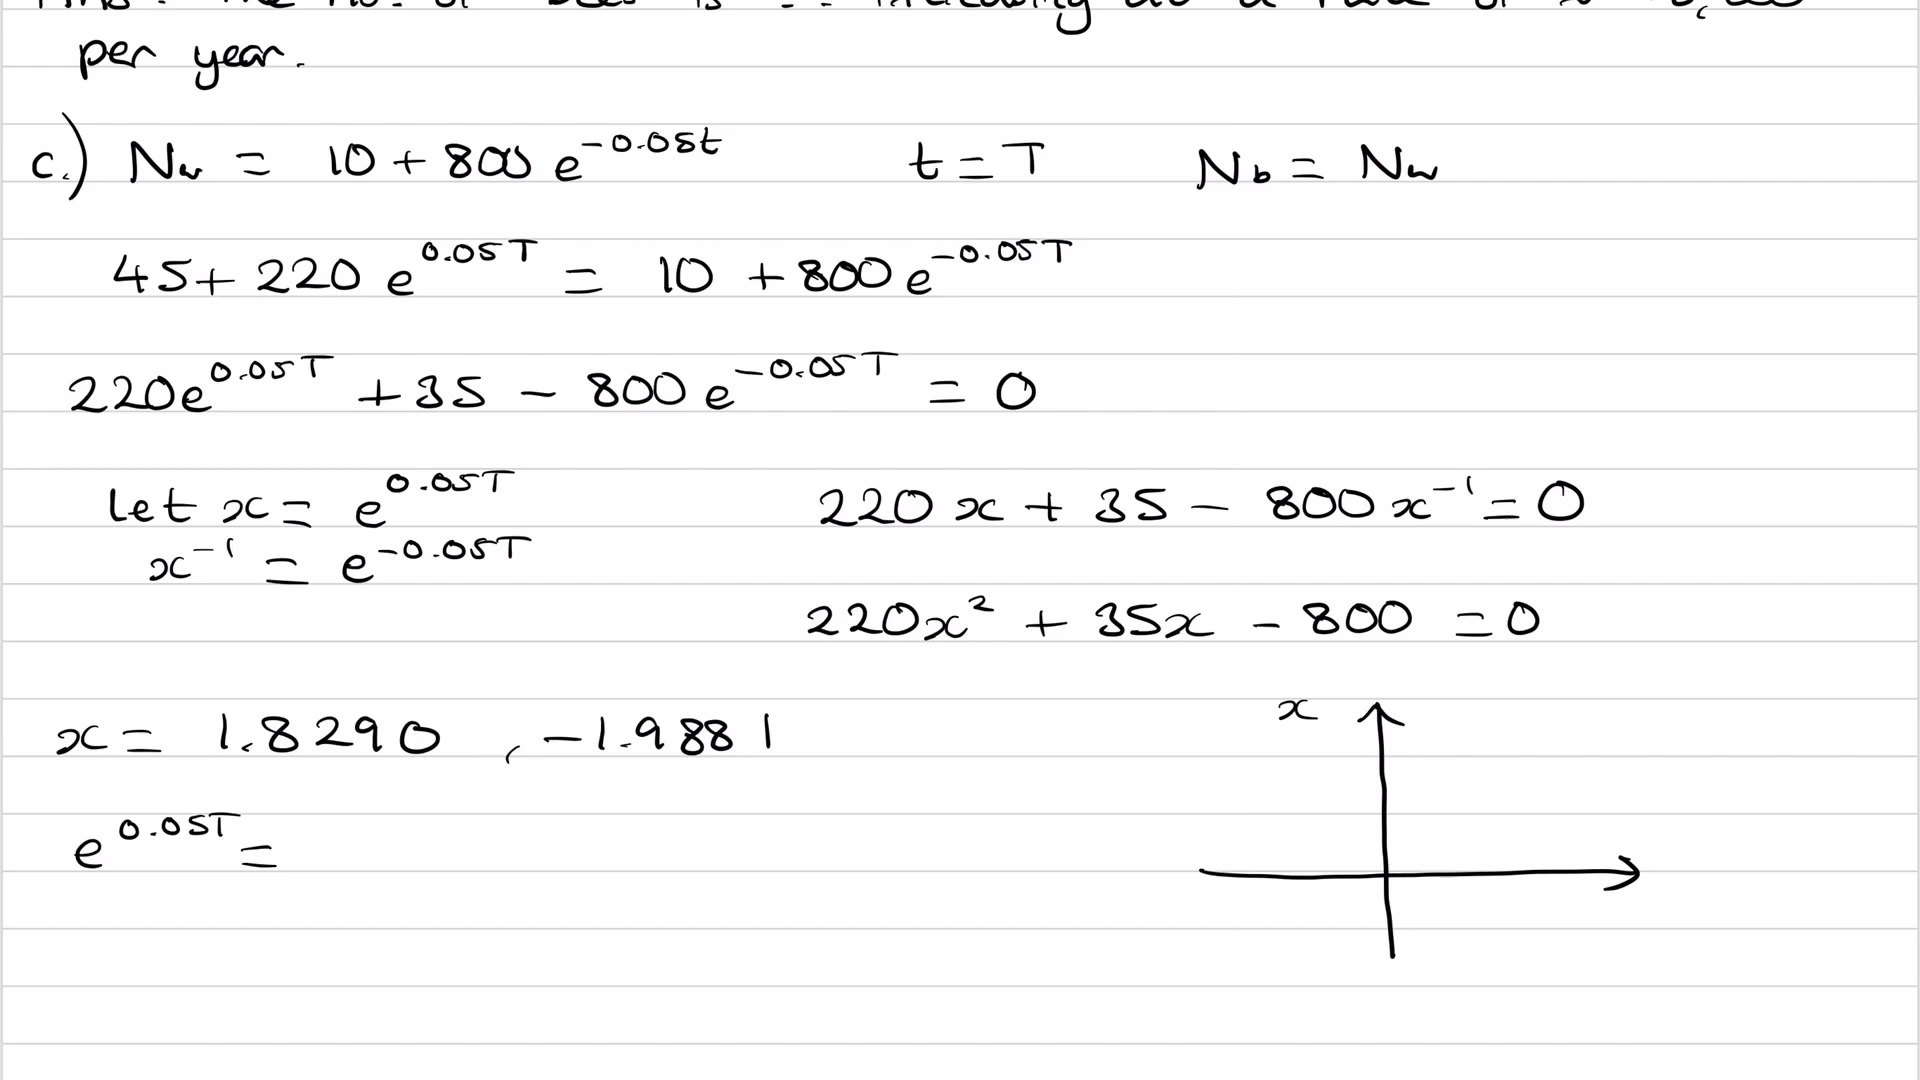 per year.
c.) Nw = 10 + 800 e^-0.05t t = T Nb = Nw
45 + 220 e^0.05T = 10 + 800 e^-0.05T
220e^0.05T + 35 - 800 e^-0.05T = 0
Let x = e^0.05T 220x + 35 - 800x^-1 = 0
x^-1 = e^-0.05T
220x² + 35x - 800 = 0
x
x = 1.8290 , -1.9881
e^0.05T =